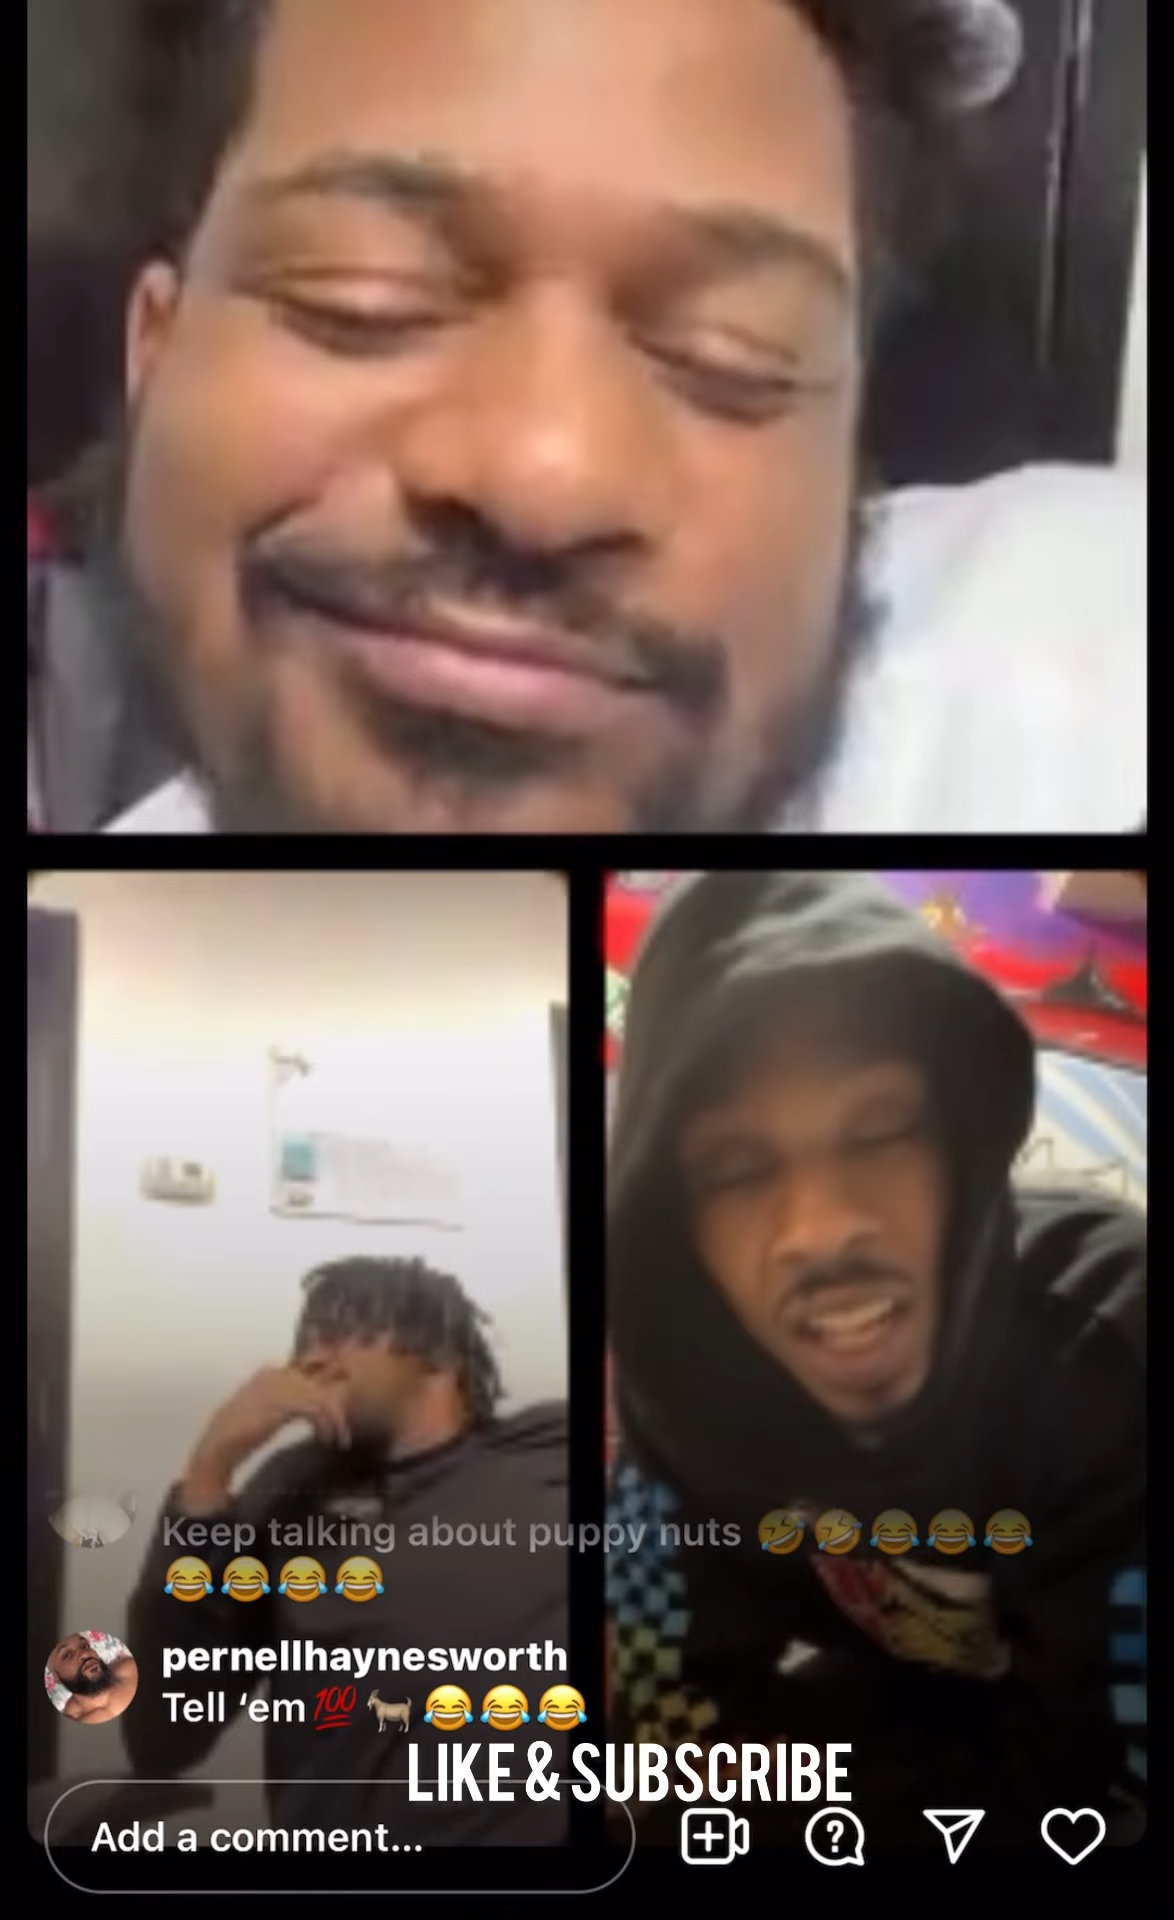 Keep talking about puppy nuts 🤣🤣😂😂😂
😂😂😂😂
pernellhaynesworth
Tell ‘em 💯 🐐 😂😂😂
LIKE & SUBSCRIBE
Add a comment...